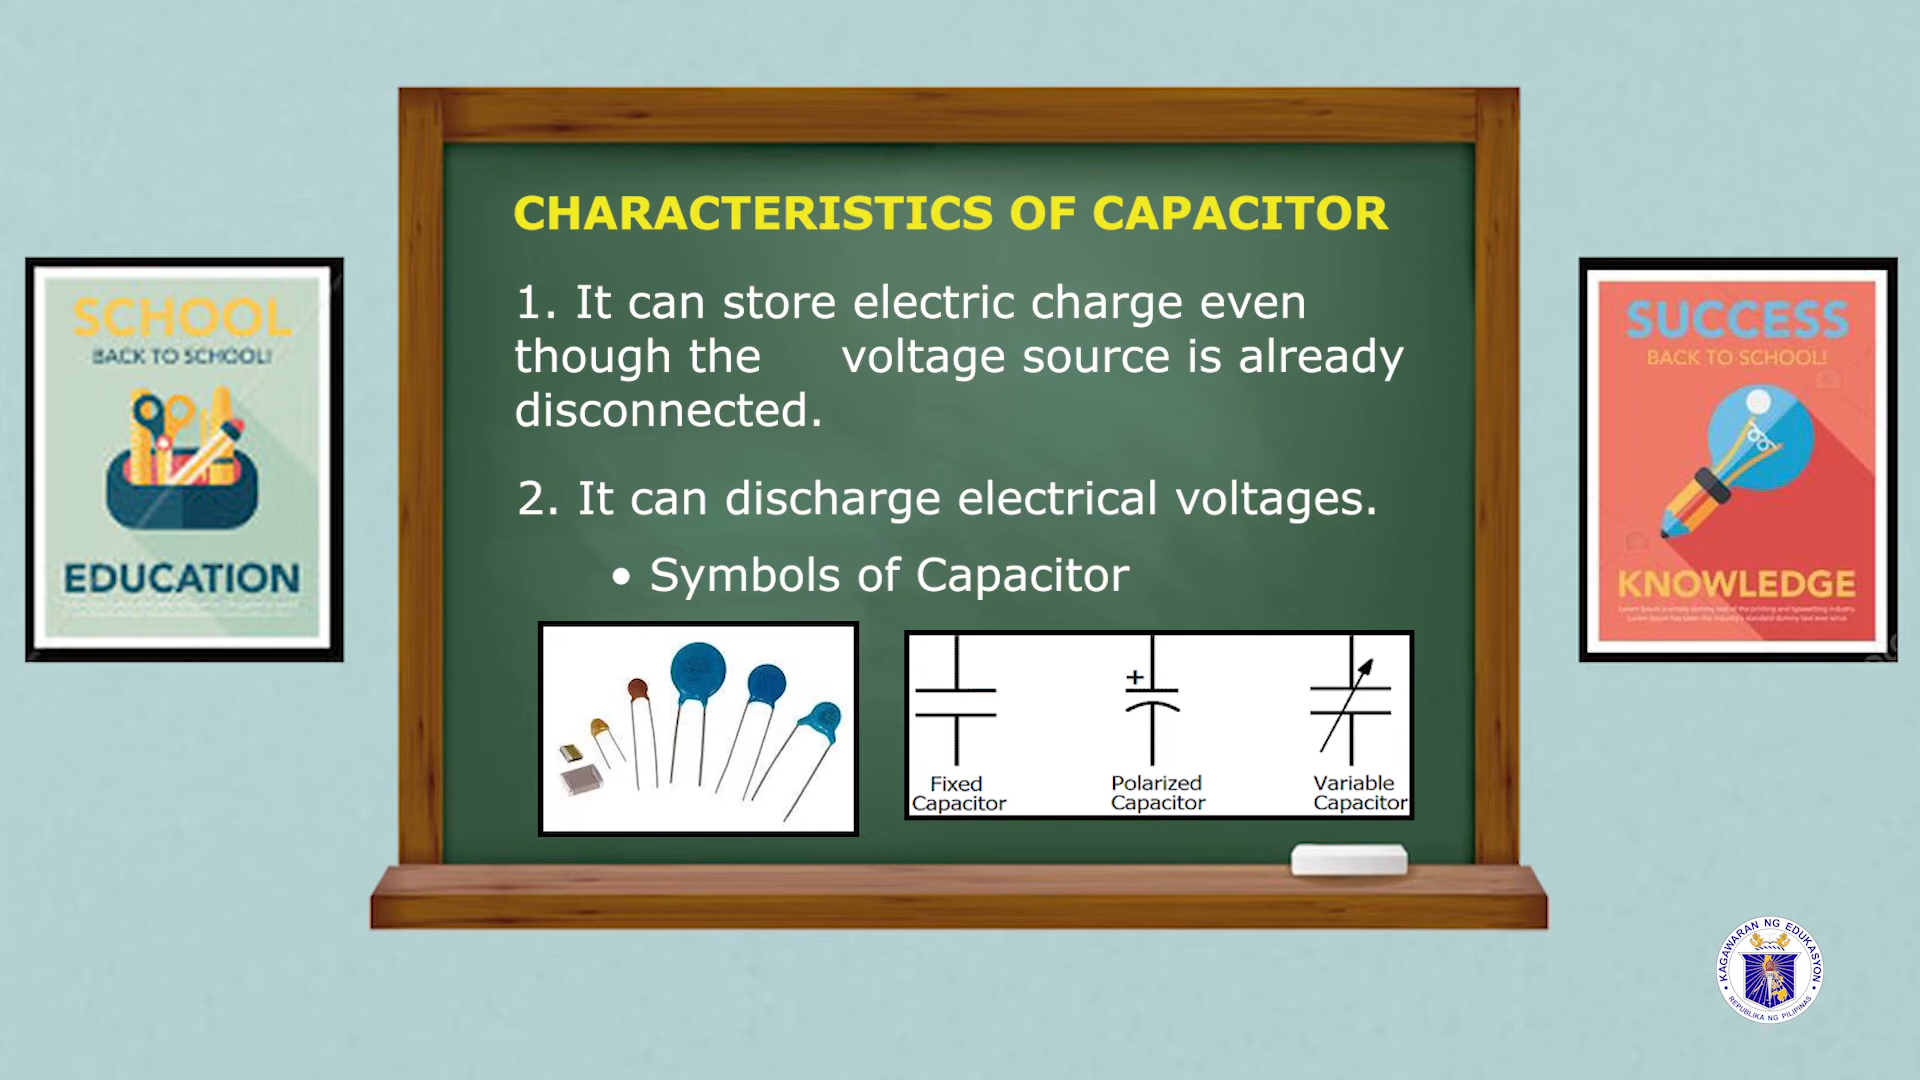 CHARACTERISTICS OF CAPACITOR
1. It can store electric charge even
though the voltage source is already
disconnected.
2. It can discharge electrical voltages.
• Symbols of Capacitor
+
Fixed
Capacitor
Polarized
Capacitor
Variable
Capacitor
SCHOOL
BACK TO SCHOOL!
EDUCATION
SUCCESS
BACK TO SCHOOL!
KNOWLEDGE
KAGAWARAN NG EDUKASYON
REPUBLIKA NG PILIPINAS